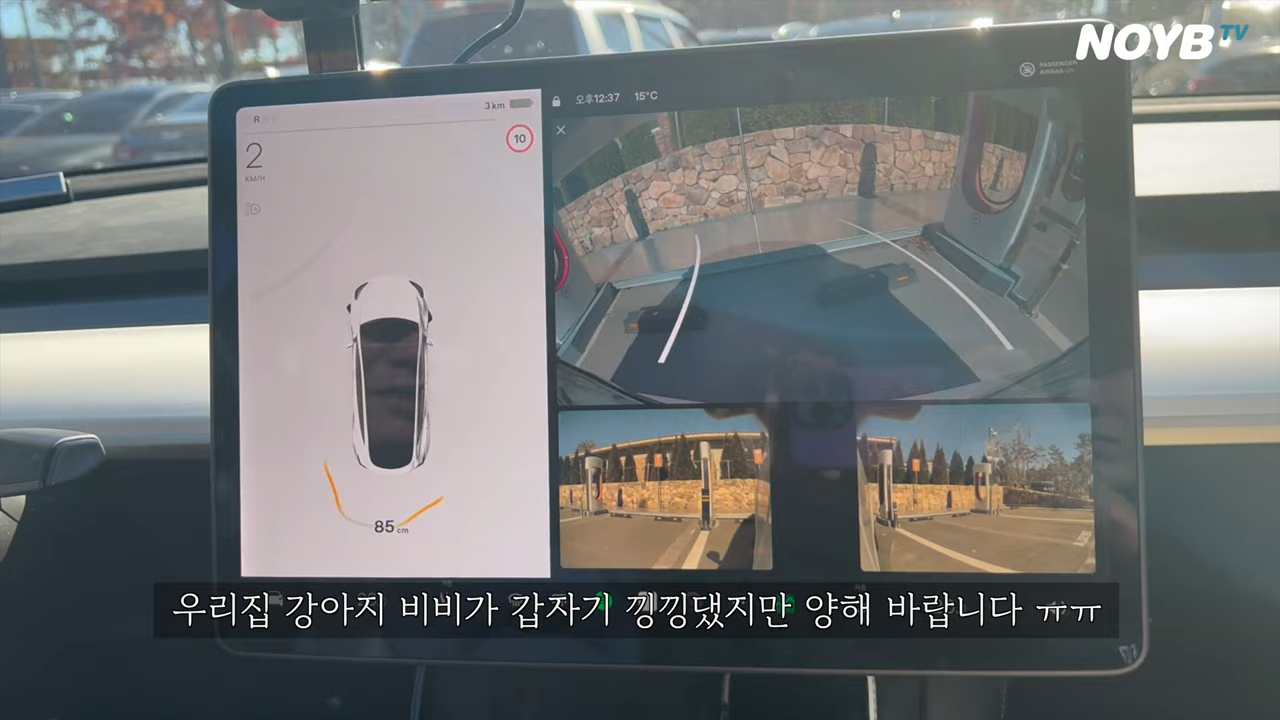 NOYB TV
PASSENGER
AIRBAG
R
3 km
오후12:37
15°C
10
2
KM/H
85 cm
우리집 강아지 비비가 갑자기 낑낑댔지만 양해 바랍니다 ㅠㅠ